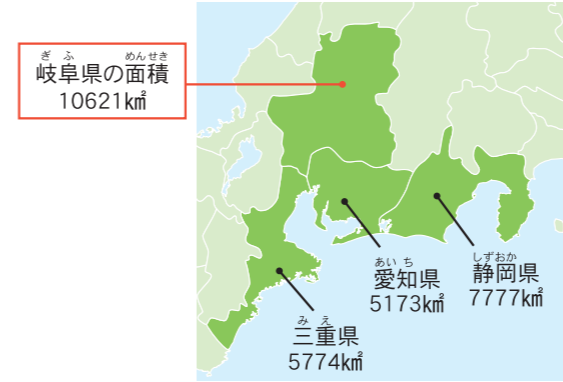 ぎふ めんせき
岐阜県の面積
10621k㎡
あいち
愛知県
5173k㎡
しずおか
静岡県
7777k㎡
みえ
三重県
5774k㎡